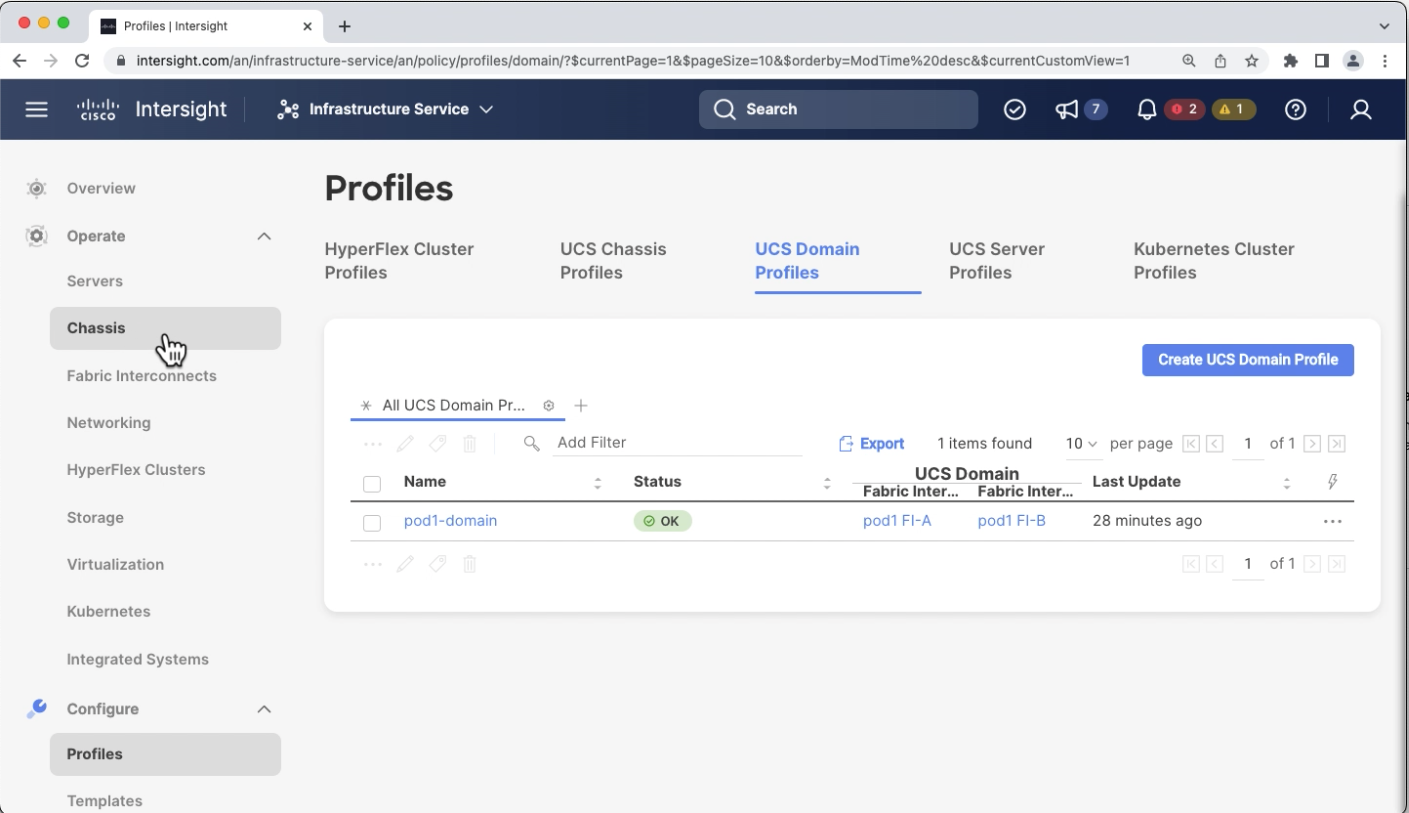 Profiles | Intersight
intersight.com/an/infrastructure-service/an/policy/profiles/domain/?$currentPage=1&$pageSize=10&$orderby=ModTime%20desc&$currentCustomView=1
cisco Intersight Infrastructure Service Search 7 2 1
Overview
Operate
Servers
Chassis
Fabric Interconnects
Networking
HyperFlex Clusters
Storage
Virtualization
Kubernetes
Integrated Systems
Configure
Profiles
Templates
Profiles
HyperFlex Cluster Profiles
UCS Chassis Profiles
UCS Domain Profiles
UCS Server Profiles
Kubernetes Cluster Profiles
Create UCS Domain Profile
All UCS Domain Pr...
Add Filter Export 1 items found 10 per page 1 of 1
UCS Domain
Name Status Fabric Inter... Fabric Inter... Last Update
pod1-domain OK pod1 FI-A pod1 FI-B 28 minutes ago
1 of 1